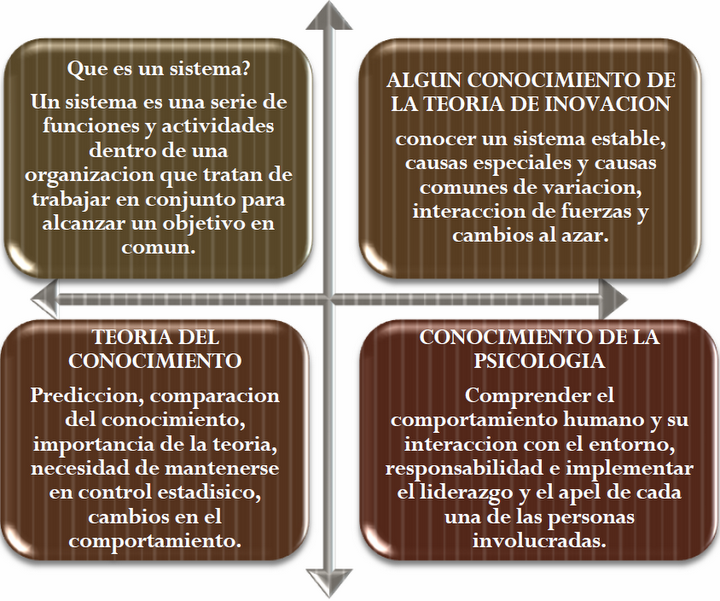 Que es un sistema?
Un sistema es una serie de
funciones y actividades
dentro de una
organizacion que tratan de
trabajar en conjunto para
alcanzar un objetivo en
comun.
ALGUN CONOCIMIENTO DE
LA TEORIA DE INOVACION
conocer un sistema estable,
causas especiales y causas
comunes de variacion,
interaccion de fuerzas y
cambios al azar.
TEORIA DEL
CONOCIMIENTO
Prediccion, comparacion
del conocimiento,
importancia de la teoria,
necesidad de mantenerse
en control estadisico,
cambios en el
comportamiento.
CONOCIMIENTO DE LA
PSICOLOGIA
Comprender el
comportamiento humano y su
interaccion con el entorno,
responsabilidad e implementar
el liderazgo y el apel de cada
una de las personas
involucradas.